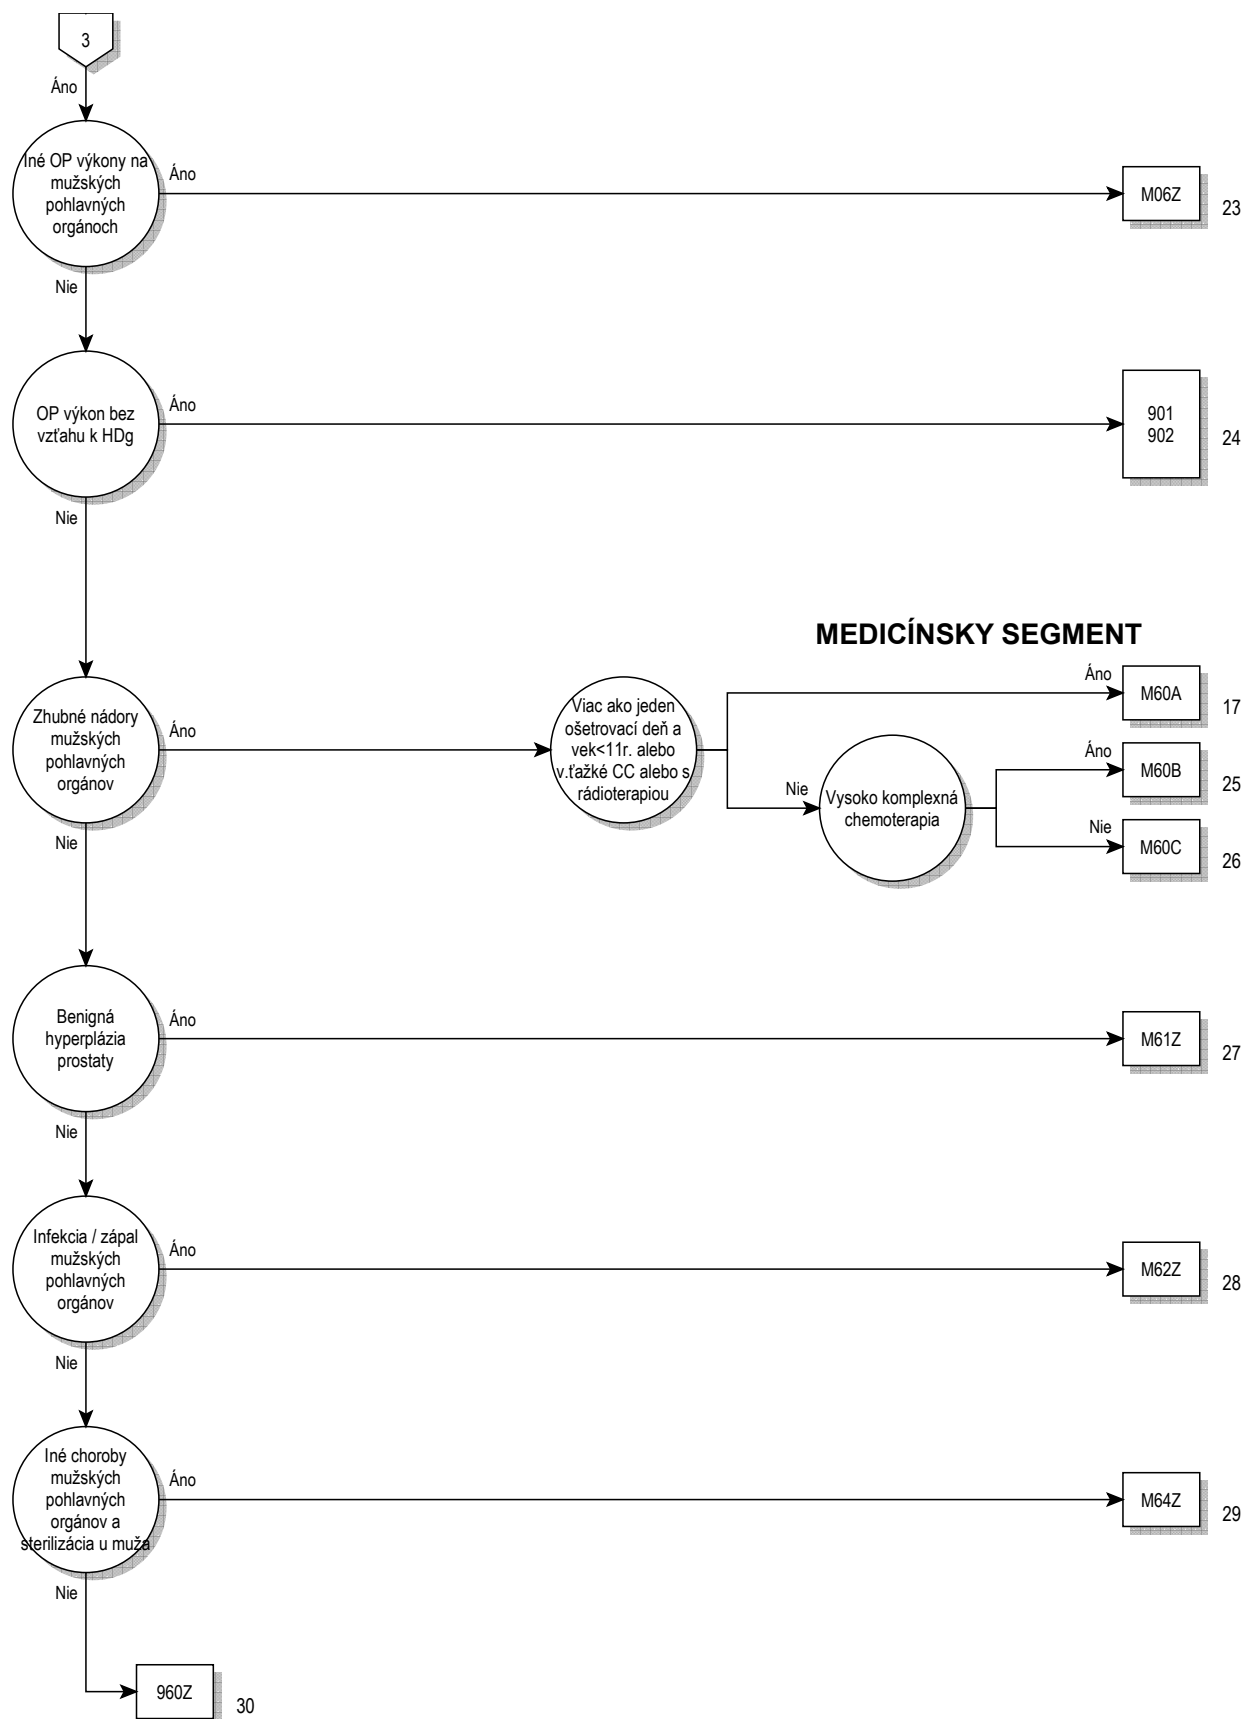 3
Áno
Iné OP výkony na
mužských
pohlavných
orgánoch
Áno
M06Z
23
Nie
OP výkon bez
vzťahu k HDg
Áno
901
902
24
Nie
MEDICÍNSKY SEGMENT
Zhubné nádory
mužských
pohlavných
orgánov
Áno
Viac ako jeden
ošetrovací deň a
vek<11r. alebo
v.ťažké CC alebo s
rádioterapiou
Áno
M60A
17
Nie
Vysoko komplexná
chemoterapia
Áno
M60B
25
Nie
M60C
26
Nie
Benigná
hyperplázia
prostaty
Áno
M61Z
27
Nie
Infekcia / zápal
mužských
pohlavných
orgánov
Áno
M62Z
28
Nie
Iné choroby
mužských
pohlavných
orgánov a
sterilizácia u muža
Áno
M64Z
29
Nie
960Z
30